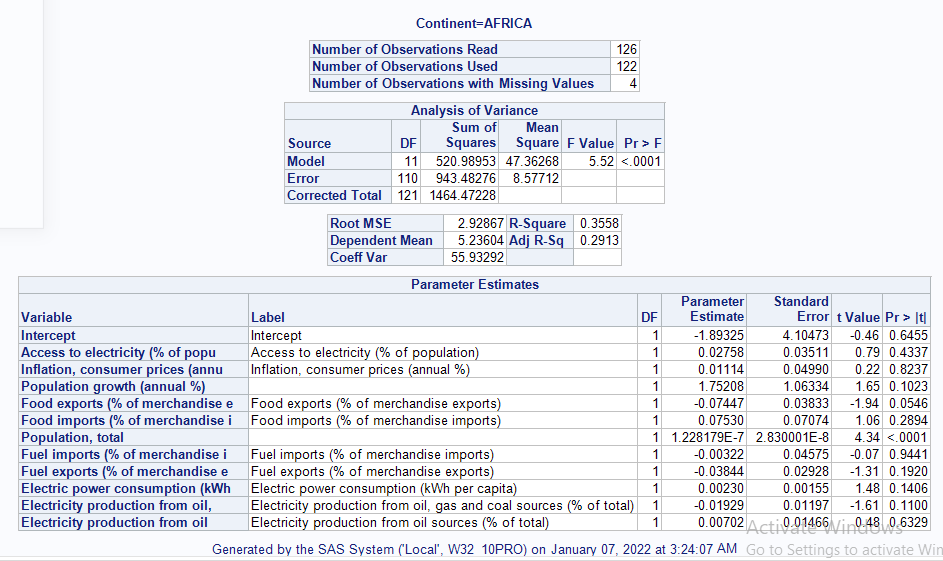 Continent=AFRICA
Number of Observations Read 126
Number of Observations Used 122
Number of Observations with Missing Values 4
Analysis of Variance
Source DF Sum of Squares Mean Square F Value Pr > F
Model 11 520.98953 47.36268 5.52 <.0001
Error 110 943.48276 8.57712
Corrected Total 121 1464.47228
Root MSE 2.92867 R-Square 0.3558
Dependent Mean 5.23604 Adj R-Sq 0.2913
Coeff Var 55.93292
Parameter Estimates
Variable Label DF Parameter Estimate Standard Error t Value Pr > |t|
Intercept Intercept 1 -1.89325 4.10473 -0.46 0.6455
Access to electricity (% of popu Access to electricity (% of population) 1 0.02758 0.03511 0.79 0.4337
Inflation, consumer prices (annu Inflation, consumer prices (annual %) 1 0.01114 0.04990 0.22 0.8237
Population growth (annual %) 1 1.75208 1.06334 1.65 0.1023
Food exports (% of merchandise e Food exports (% of merchandise exports) 1 -0.07447 0.03833 -1.94 0.0546
Food imports (% of merchandise i Food imports (% of merchandise imports) 1 0.07530 0.07074 1.06 0.2894
Population, total 1 1.228179E-7 2.830001E-8 4.34 <.0001
Fuel imports (% of merchandise i Fuel imports (% of merchandise imports) 1 -0.00322 0.04575 -0.07 0.9441
Fuel exports (% of merchandise e Fuel exports (% of merchandise exports) 1 -0.03844 0.02928 -1.31 0.1920
Electric power consumption (kWh Electric power consumption (kWh per capita) 1 0.00230 0.00155 1.48 0.1406
Electricity production from oil, Electricity production from oil, gas and coal sources (% of total) 1 -0.01929 0.01197 -1.61 0.1100
Electricity production from oil Electricity production from oil sources (% of total) 1 0.00702 0.01466 0.48 0.6329
Activate Windows
Generated by the SAS System ('Local', W32_10PRO) on January 07, 2022 at 3:24:07 AM
Go to Settings to activate Win